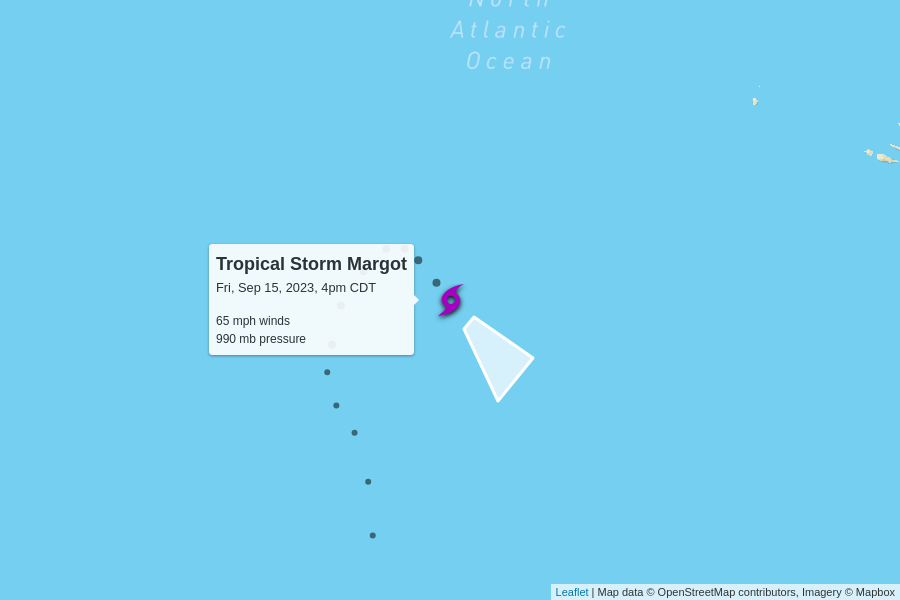 North
Atlantic
Ocean
Tropical Storm Margot
Fri, Sep 15, 2023, 4pm CDT
65 mph winds
990 mb pressure
Leaflet | Map data © OpenStreetMap contributors, Imagery © Mapbox